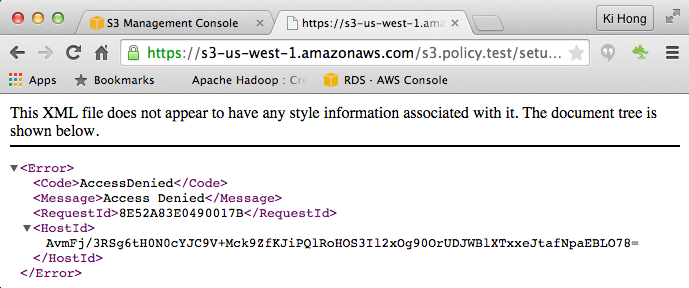 S3 Management Console
https://s3-us-west-1.ama
Ki Hong
https://s3-us-west-1.amazonaws.com/s3.policy.test/setu...
Apps Bookmarks Apache Hadoop : Cre RDS · AWS Console
This XML file does not appear to have any style information associated with it. The document tree is
shown below.
<Error>
<Code>AccessDenied</Code>
<Message>Access Denied</Message>
<RequestId>8E52A83E0490017B</RequestId>
<HostId>
AvmFj/3RSg6tH0N0cYJC9V+Mck9ZfKJiPQlRoHOS3Il2xOg90OrUDJWBlXTxxeJtafNpaEBLO78=
</HostId>
</Error>